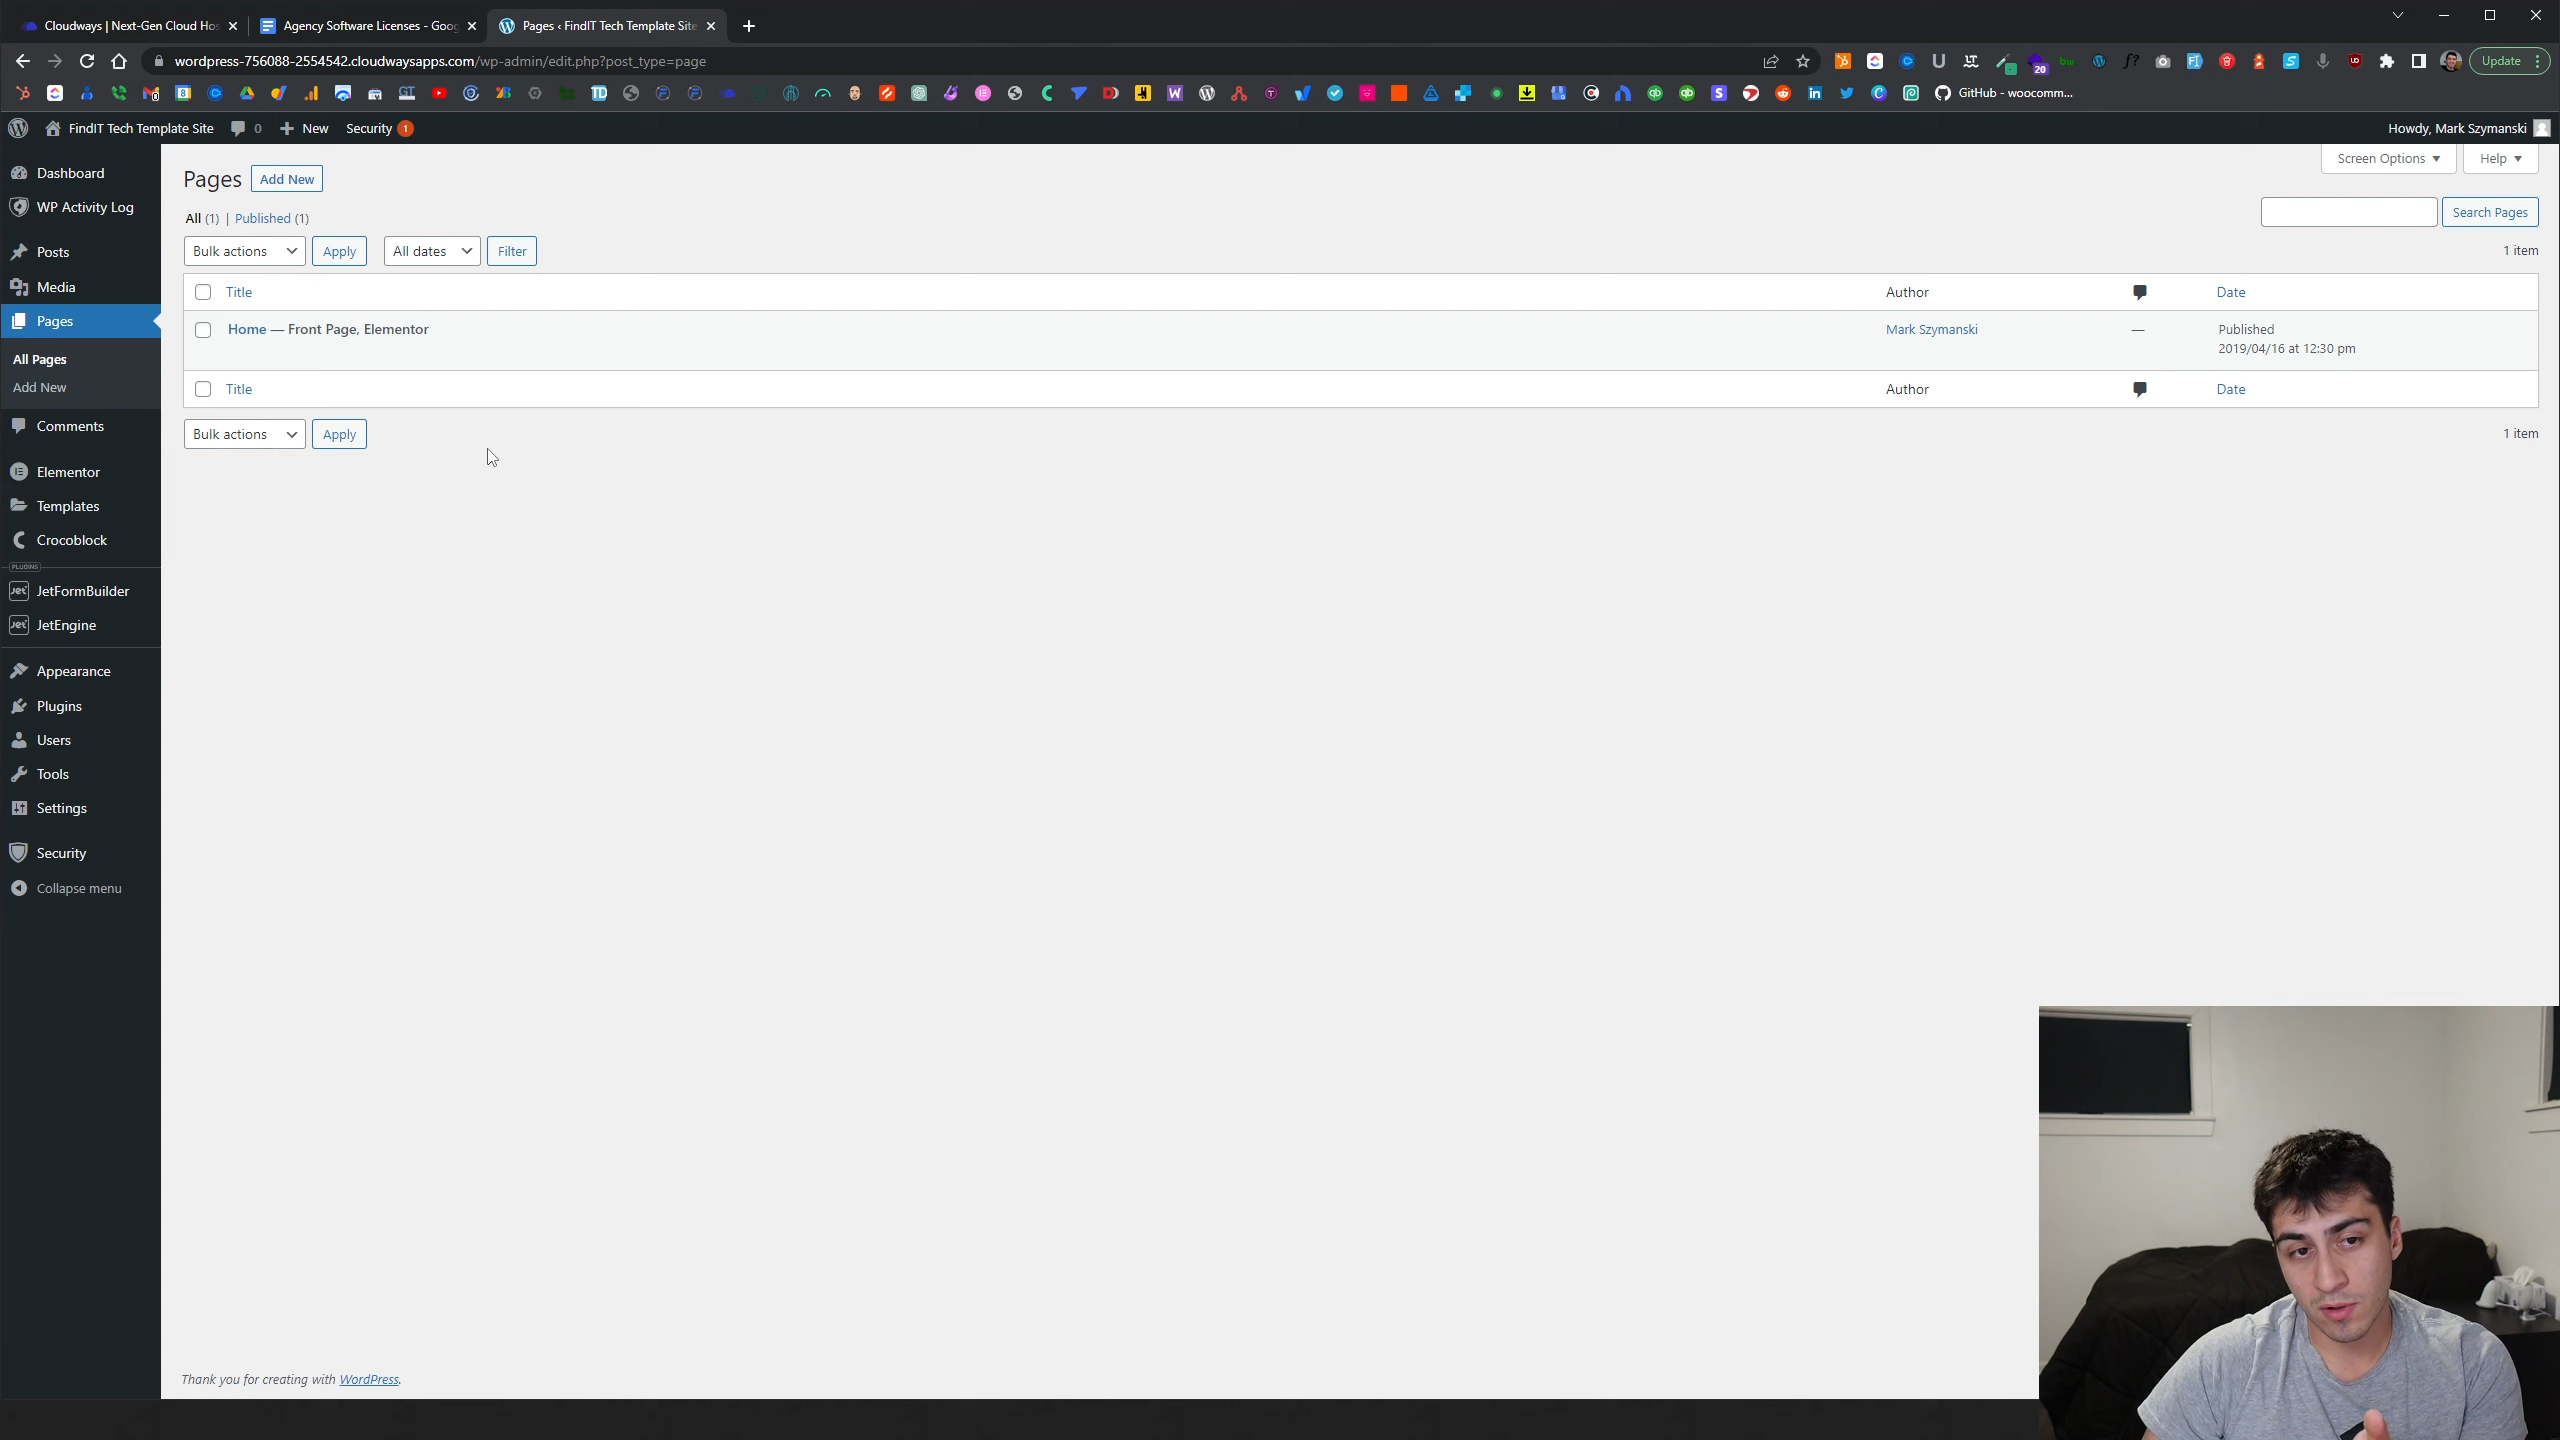 Cloudways | Next-Gen Cloud Hos
Agency Software Licenses - Goog
Pages ‹ FindIT Tech Template Site
wordpress-756088-2554542.cloudwaysapps.com/wp-admin/edit.php?post_type=page
20
Update
GitHub - woocomm...
FindIT Tech Template Site
0
New
Security 1
Howdy, Mark Szymanski
Dashboard
WP Activity Log
Posts
Media
Pages
All Pages
Add New
Comments
Elementor
Templates
Crocoblock
PLUGINS
JetFormBuilder
JetEngine
Appearance
Plugins
Users
Tools
Settings
Security
Collapse menu
Pages Add New
Screen Options
Help
All (1) | Published (1)
Search Pages
Bulk actions Apply All dates Filter
1 item
Title Author Date
Home — Front Page, Elementor Mark Szymanski — Published
2019/04/16 at 12:30 pm
Title Author Date
Bulk actions Apply
1 item
Thank you for creating with WordPress.